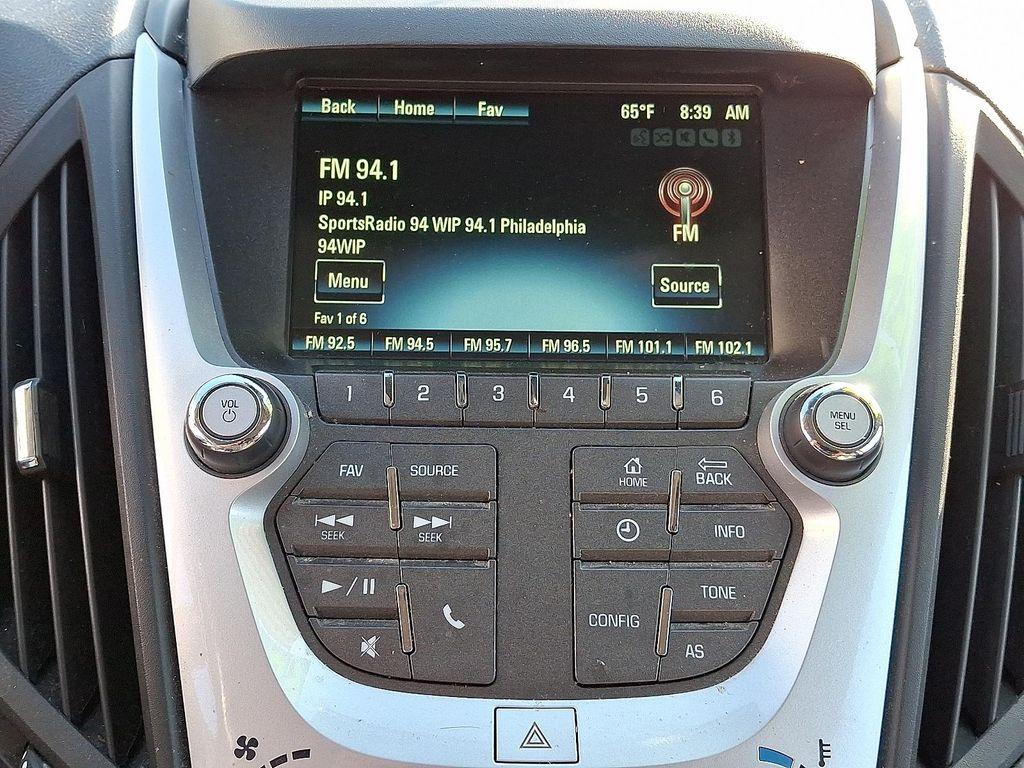 Back Home Fav 65°F 8:39 AM
FM 94.1
IP 94.1
SportsRadio 94 WIP 94.1 Philadelphia
94WIP
FM
Menu Source
Fav 1 of 6
FM 92.5 FM 94.5 FM 95.7 FM 96.5 FM 101.1 FM 102.1
1 2 3 4 5 6
VOL
MENU
SEL
FAV SOURCE
HOME BACK
SEEK SEEK
INFO
TONE
CONFIG
AS